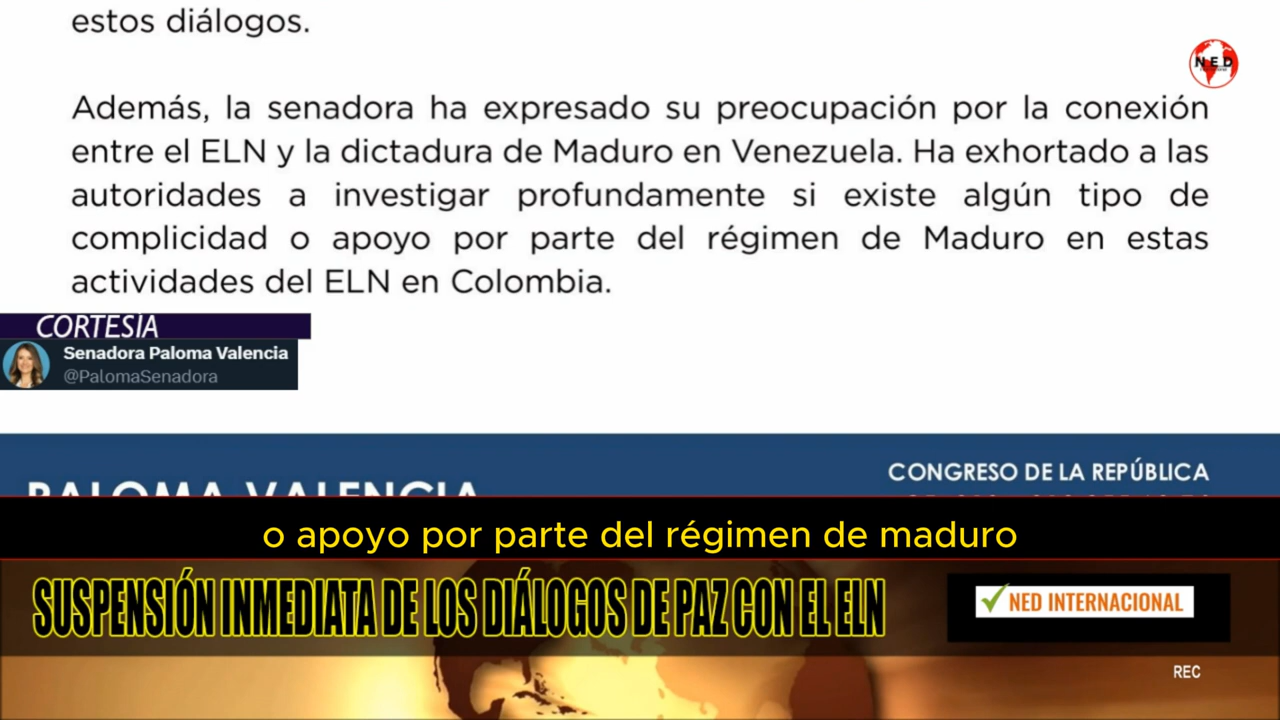 estos diálogos.
NED
Además, la senadora ha expresado su preocupación por la conexión
entre el ELN y la dictadura de Maduro en Venezuela. Ha exhortado a las
autoridades a investigar profundamente si existe algún tipo de
complicidad o apoyo por parte del régimen de Maduro en estas
actividades del ELN en Colombia.
CORTESIA
Senadora Paloma Valencia
@PalomaSenadora
CONGRESO DE LA REPÚBLICA
PALOMA VALENCIA
o apoyo por parte del régimen de maduro
SUSPENSIÓN INMEDIATA DE LOS DIÁLOGOS DE PAZ CON EL ELN
NED INTERNACIONAL
REC